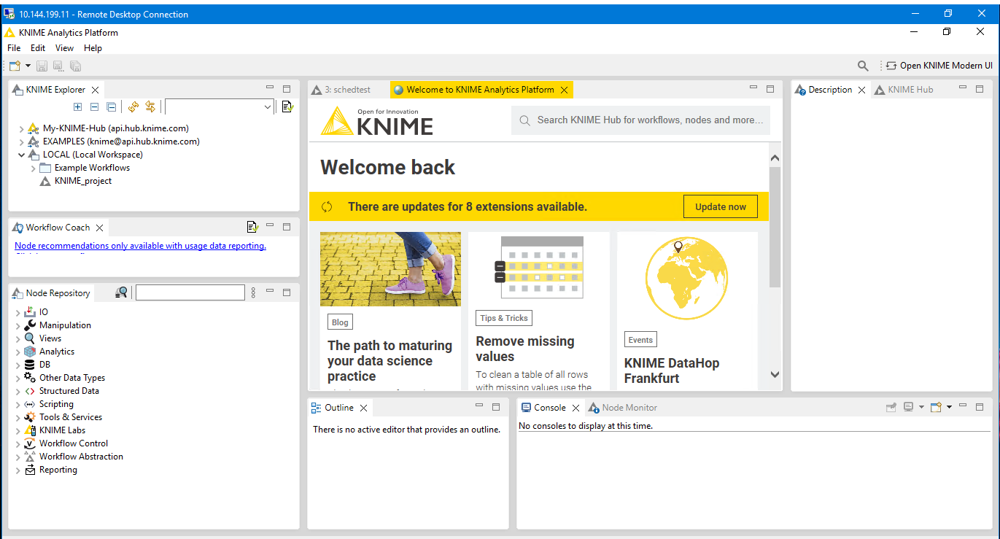 10.144.199.11 - Remote Desktop Connection
KNIME Analytics Platform
File Edit View Help
Open KNIME Modern UI
KNIME Explorer
My-KNIME-Hub (api.hub.knime.com)
EXAMPLES (knime@api.hub.knime.com)
LOCAL (Local Workspace)
Example Workflows
KNIME_project
Workflow Coach
Node recommendations only available with usage data reporting.
Node Repository
IO
Manipulation
Views
Analytics
DB
Other Data Types
Structured Data
Scripting
Tools & Services
KNIME Labs
Workflow Control
Workflow Abstraction
Reporting
3: schedtest
Welcome to KNIME Analytics Platform
Open for Innovation
KNIME
Search KNIME Hub for workflows, nodes and more...
Welcome back
There are updates for 8 extensions available.
Update now
Blog
The path to maturing
your data science
practice
Tips & Tricks
Remove missing
values
To clean a table of all rows
with missing values use the
Events
KNIME DataHop
Frankfurt
Description
KNIME Hub
Outline
There is no active editor that provides an outline.
Console
Node Monitor
No consoles to display at this time.